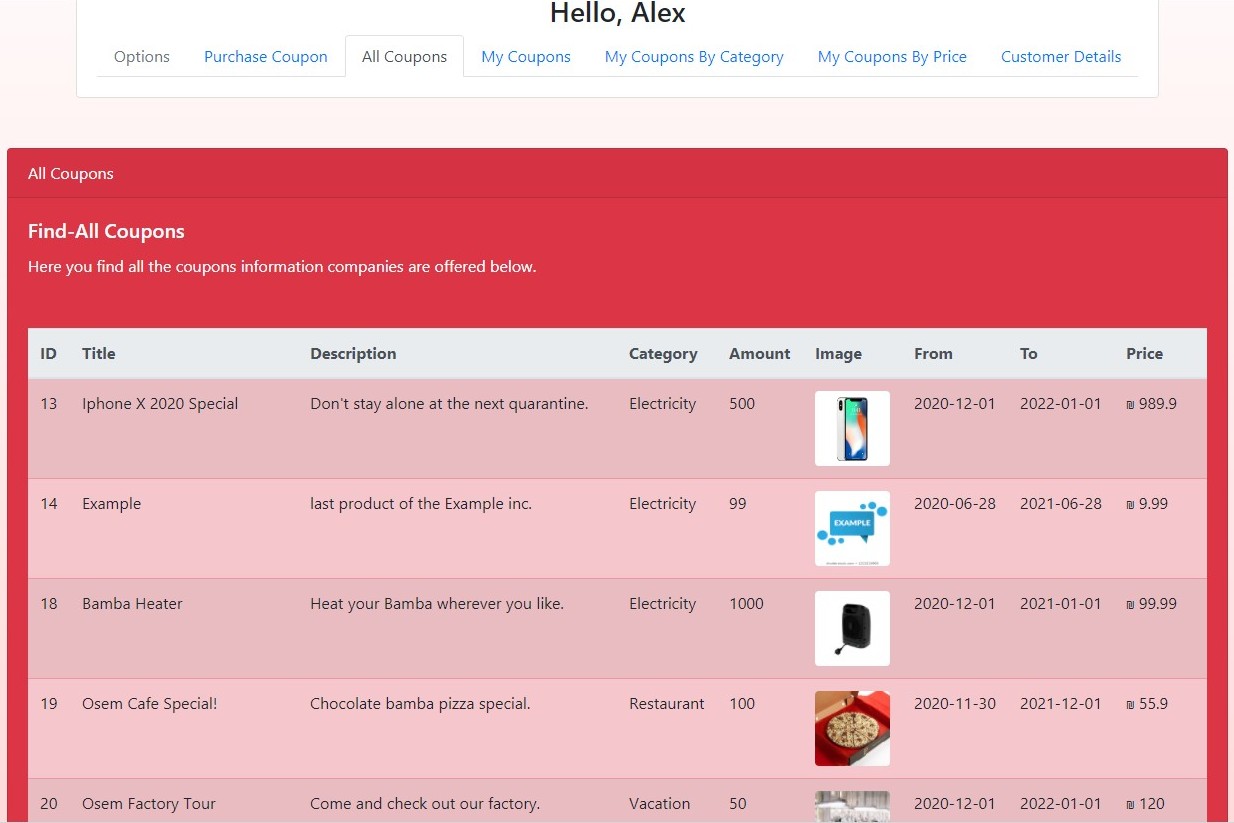 Hello, Alex
Options Purchase Coupon All Coupons My Coupons My Coupons By Category My Coupons By Price Customer Details
All Coupons
Find-All Coupons
Here you find all the coupons information companies are offered below.
ID Title Description Category Amount Image From To Price
13 Iphone X 2020 Special Don't stay alone at the next quarantine. Electricity 500 2020-12-01 2022-01-01 ₪ 989.9
14 Example last product of the Example inc. Electricity 99 2020-06-28 2021-06-28 ₪ 9.99
EXAMPLE
18 Bamba Heater Heat your Bamba wherever you like. Electricity 1000 2020-12-01 2021-01-01 ₪ 99.99
19 Osem Cafe Special! Chocolate bamba pizza special. Restaurant 100 2020-11-30 2021-12-01 ₪ 55.9
20 Osem Factory Tour Come and check out our factory. Vacation 50 2020-12-01 2022-01-01 ₪ 120